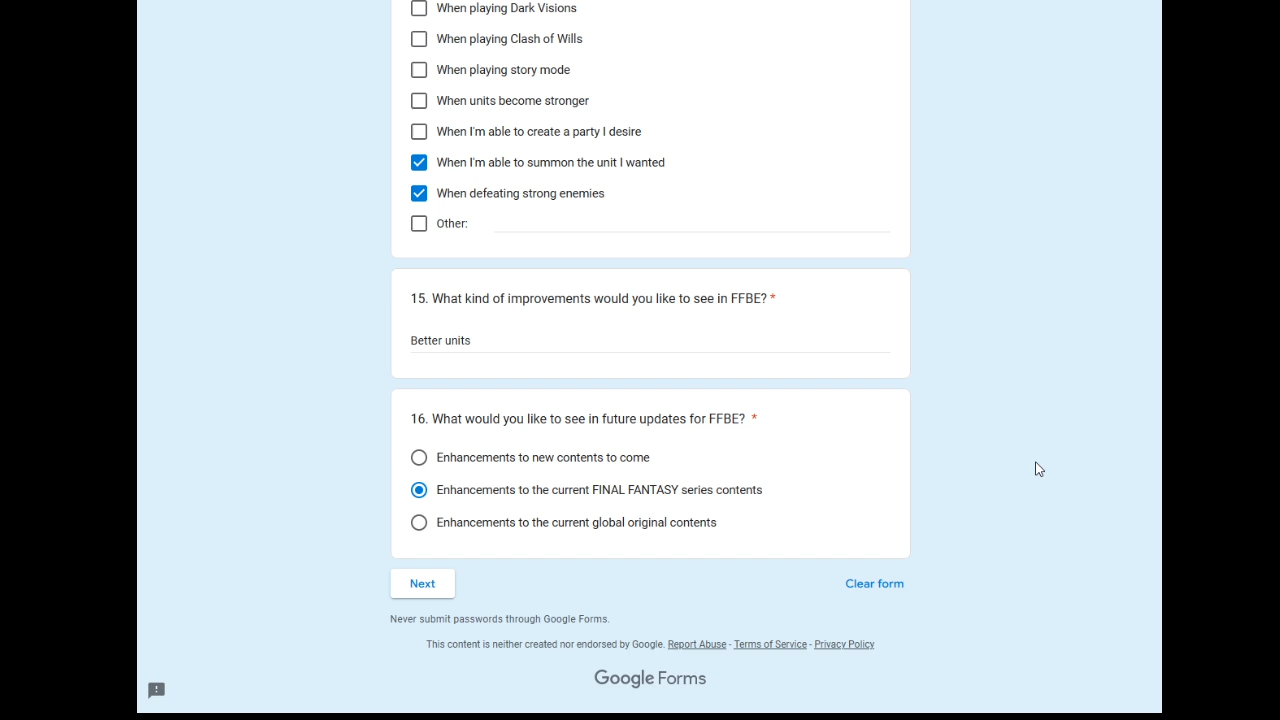 When playing Dark Visions
When playing Clash of Wills
When playing story mode
When units become stronger
When I'm able to create a party I desire
When I'm able to summon the unit I wanted
When defeating strong enemies
Other:
15. What kind of improvements would you like to see in FFBE? *
Better units
16. What would you like to see in future updates for FFBE? *
Enhancements to new contents to come
Enhancements to the current FINAL FANTASY series contents
Enhancements to the current global original contents
Next
Clear form
Never submit passwords through Google Forms.
This content is neither created nor endorsed by Google. Report Abuse - Terms of Service - Privacy Policy
Google Forms